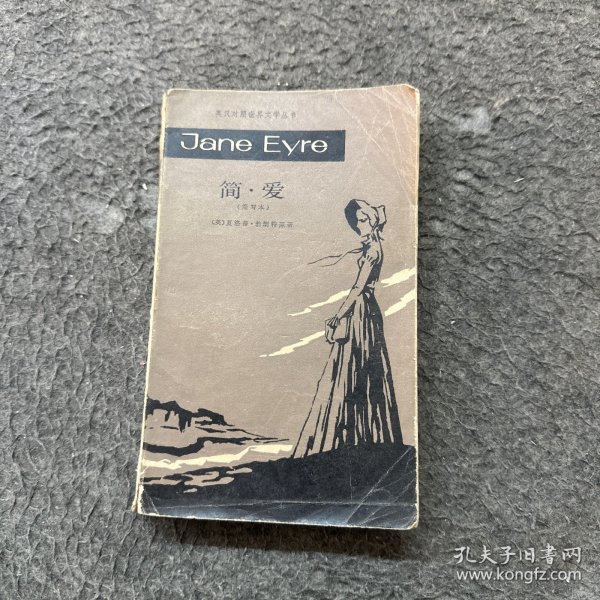 英汉对照世界文学丛书
Jane Eyre
简·爱
(简写本)
〔英〕夏洛蒂·勃朗特原著
孔夫子旧書网
www.kongfz.com